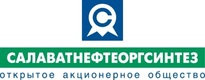 САЛАВАТНЕФТЕОРГСИНТЕЗ
открытое акционерное общество